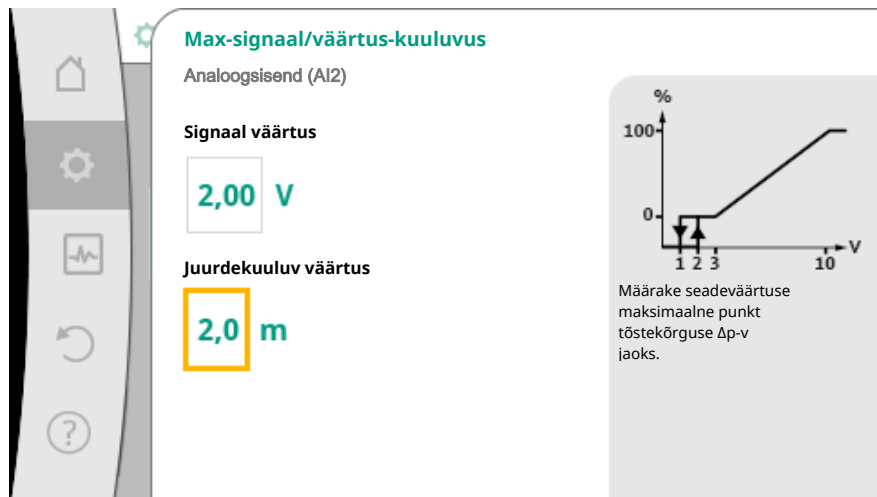 Max-signaal/väärtus-kuuluvus
Analoogsisend (AI2)
Signaal väärtus
2,00 V
Juurdekuuluv väärtus
2,0 m
%
100
0
1 2 3 10 V
Määrake seadeväärtuse
maksimaalne punkt
tõstekõrguse Δp-v
jaoks.
?